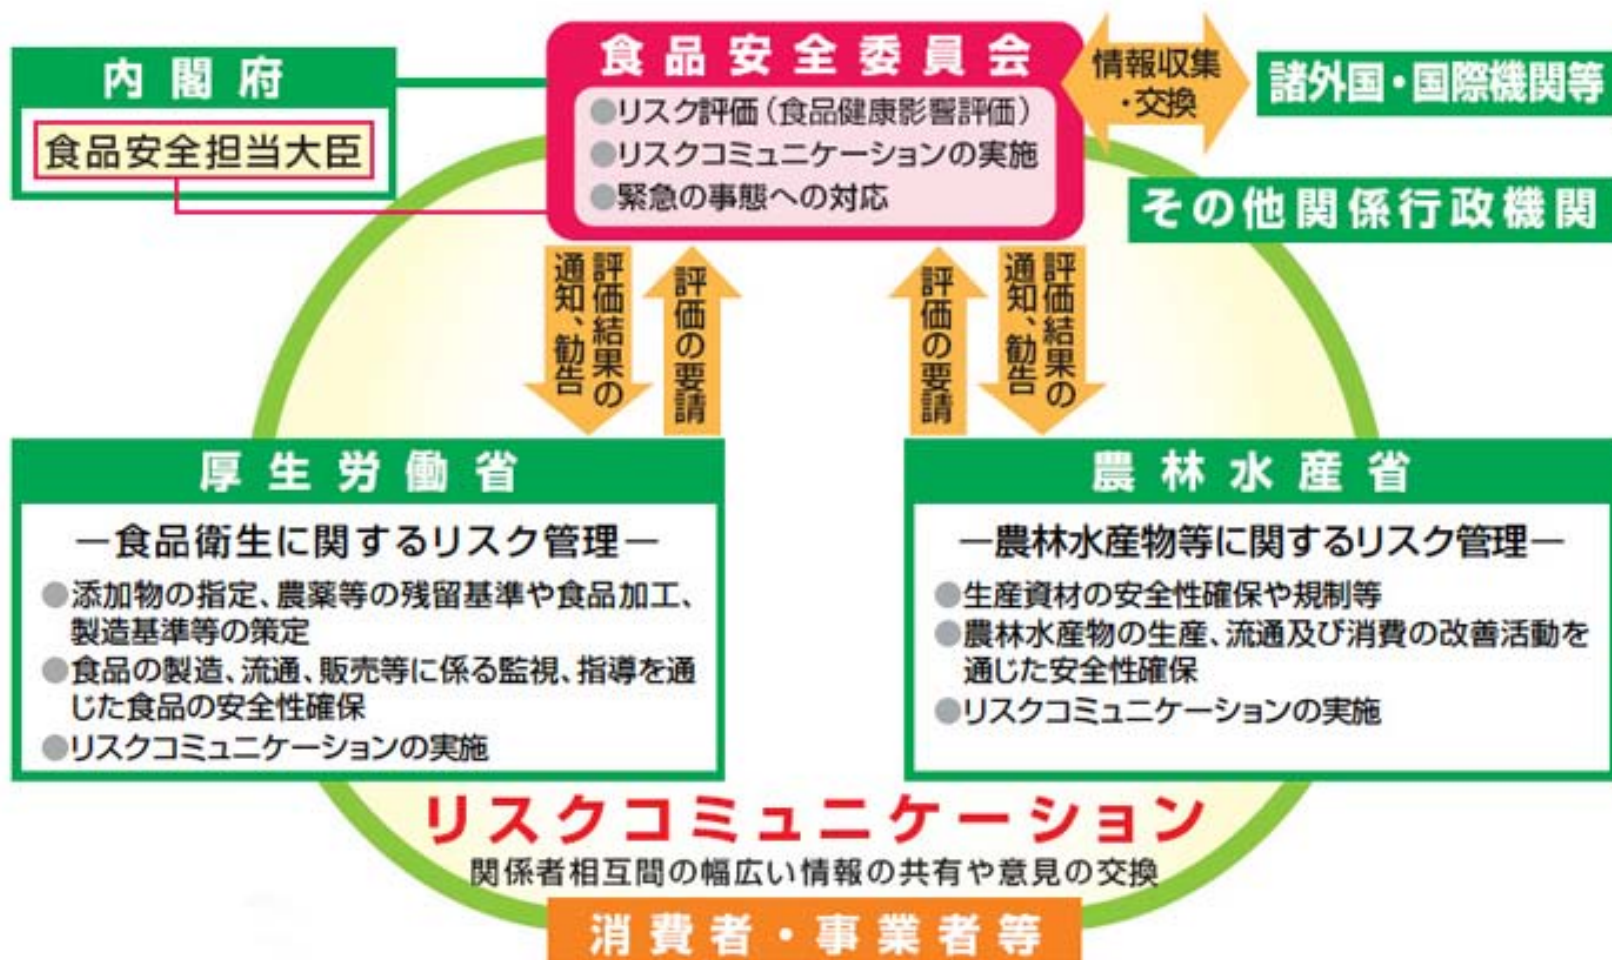 内閣府
食品安全担当大臣
食品安全委員会
●リスク評価(食品健康影響評価)
●リスクコミュニケーションの実施
●緊急の事態への対応
情報収集
・交換
諸外国・国際機関等
その他関係行政機関
評価結果の
通知、勧告
評価の要請
評価の要請
評価結果の
通知、勧告
厚生労働省
―食品衛生に関するリスク管理―
●添加物の指定、農薬等の残留基準や食品加工、
製造基準等の策定
●食品の製造、流通、販売等に係る監視、指導を通
じた食品の安全性確保
●リスクコミュニケーションの実施
農林水産省
―農林水産物等に関するリスク管理―
●生産資材の安全性確保や規制等
●農林水産物の生産、流通及び消費の改善活動を
通じた安全性確保
●リスクコミュニケーションの実施
リスクコミュニケーション
関係者相互間の幅広い情報の共有や意見の交換
消費者・事業者等